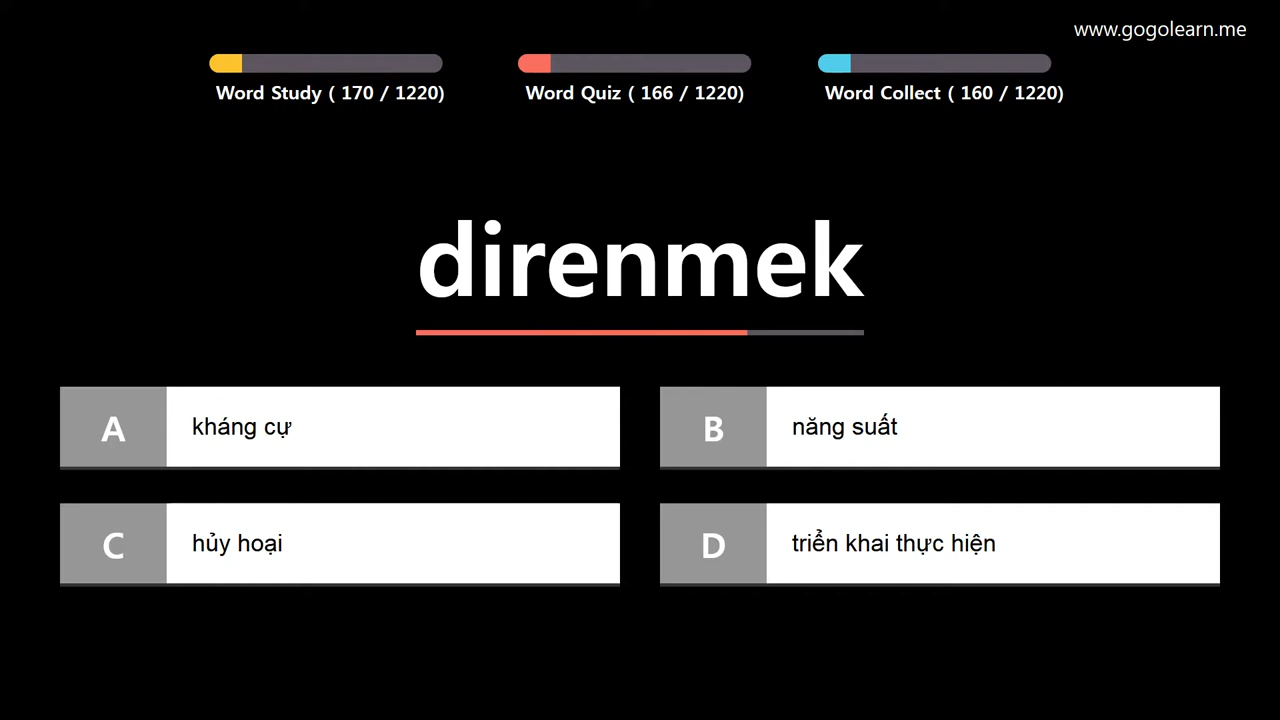 www.gogolearn.me
Word Study ( 170 / 1220)
Word Quiz ( 166 / 1220)
Word Collect ( 160 / 1220)
direnmek
A kháng cự
B năng suất
C hủy hoại
D triển khai thực hiện